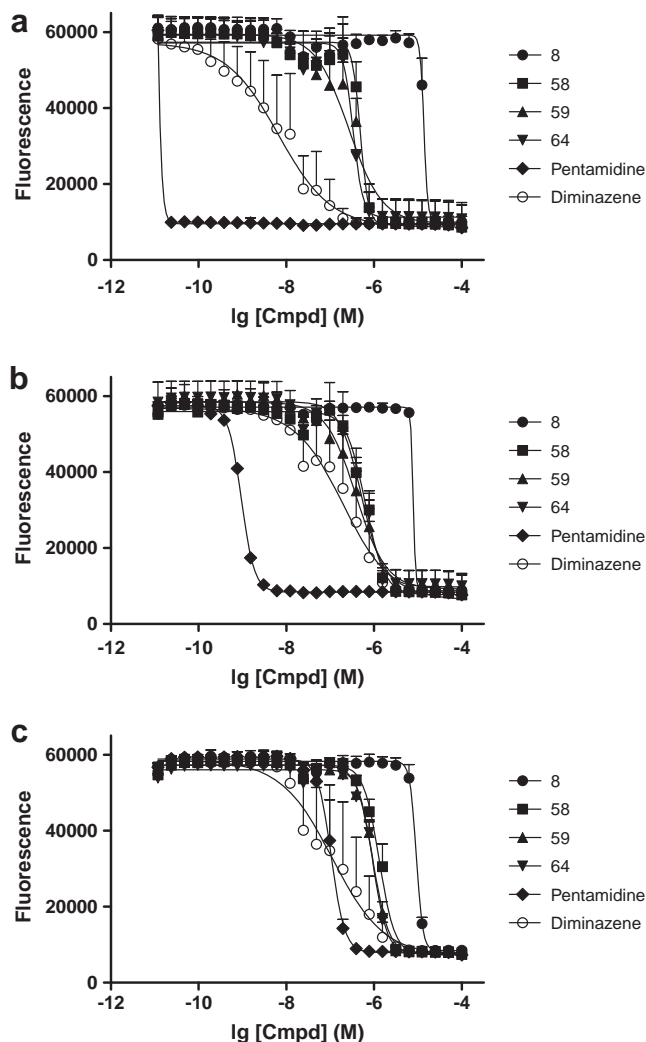 a
60000
40000
20000
0
Fluorescence
-12
-10
-8
-6
-4
lg [Cmpd] (M)
8
58
59
64
Pentamidine
Diminazene
b
60000
40000
20000
0
Fluorescence
-12
-10
-8
-6
-4
lg [Cmpd] (M)
8
58
59
64
Pentamidine
Diminazene
c
60000
40000
20000
0
Fluorescence
-12
-10
-8
-6
-4
lg [Cmpd] (M)
8
58
59
64
Pentamidine
Diminazene